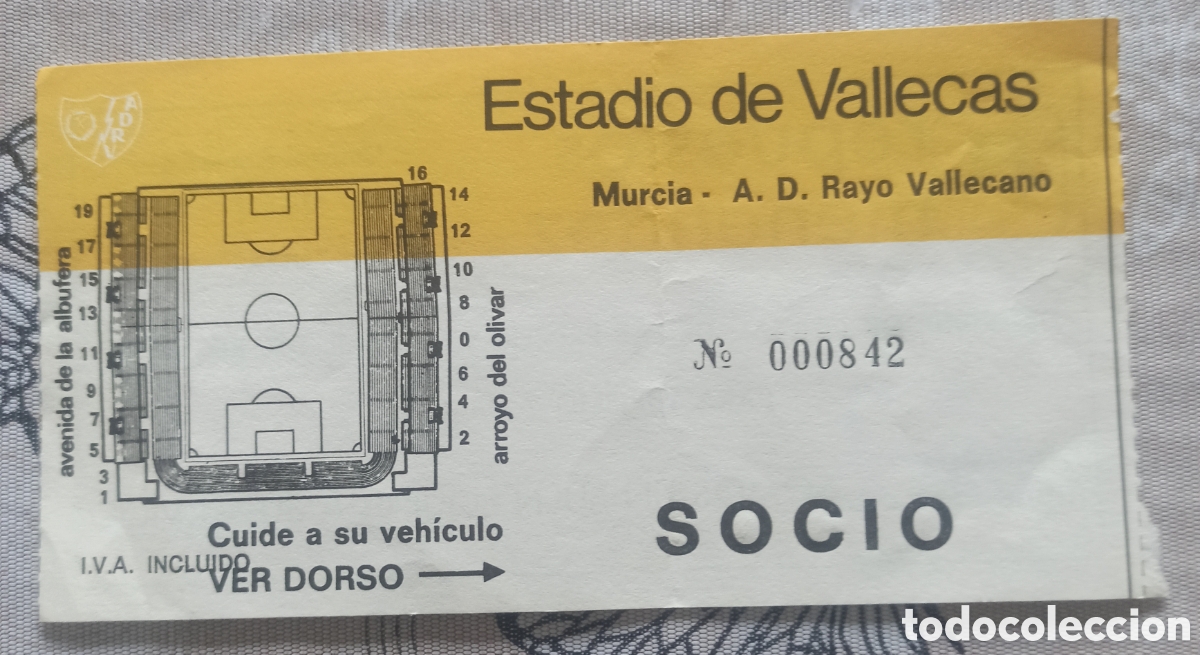 Estadio de Vallecas
Murcia - A. D. Rayo Vallecano
ADR
16
19
17
15
13
11
9
7
5
3
1
14
12
10
8
0
6
4
2
avenida de la albufera
arroyo del olivar
Nº 000842
SOCIO
Cuide a su vehículo
I.V.A. INCLUIDO
VER DORSO
todocoleccion